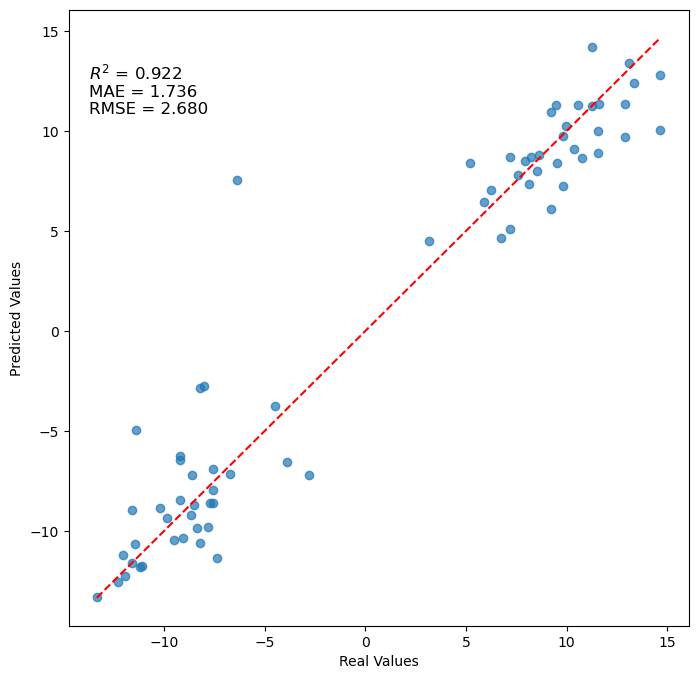 15
R² = 0.922
MAE = 1.736
RMSE = 2.680
10
5
0
−5
−10
Predicted Values
−10 −5 0 5 10 15
Real Values